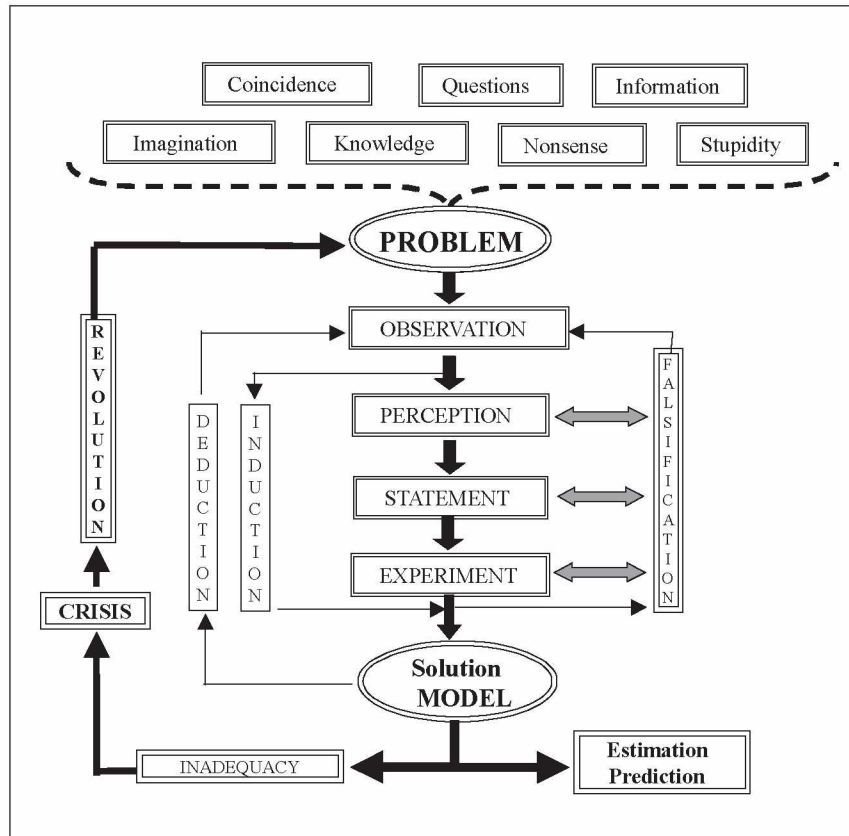 Coincidence
Questions
Information
Imagination
Knowledge
Nonsense
Stupidity
PROBLEM
OBSERVATION
PERCEPTION
STATEMENT
EXPERIMENT
REVOLUTION
DEDUCTION
INDUCTION
FALSIFICATION
CRISIS
Solution
MODEL
INADEQUACY
Estimation
Prediction